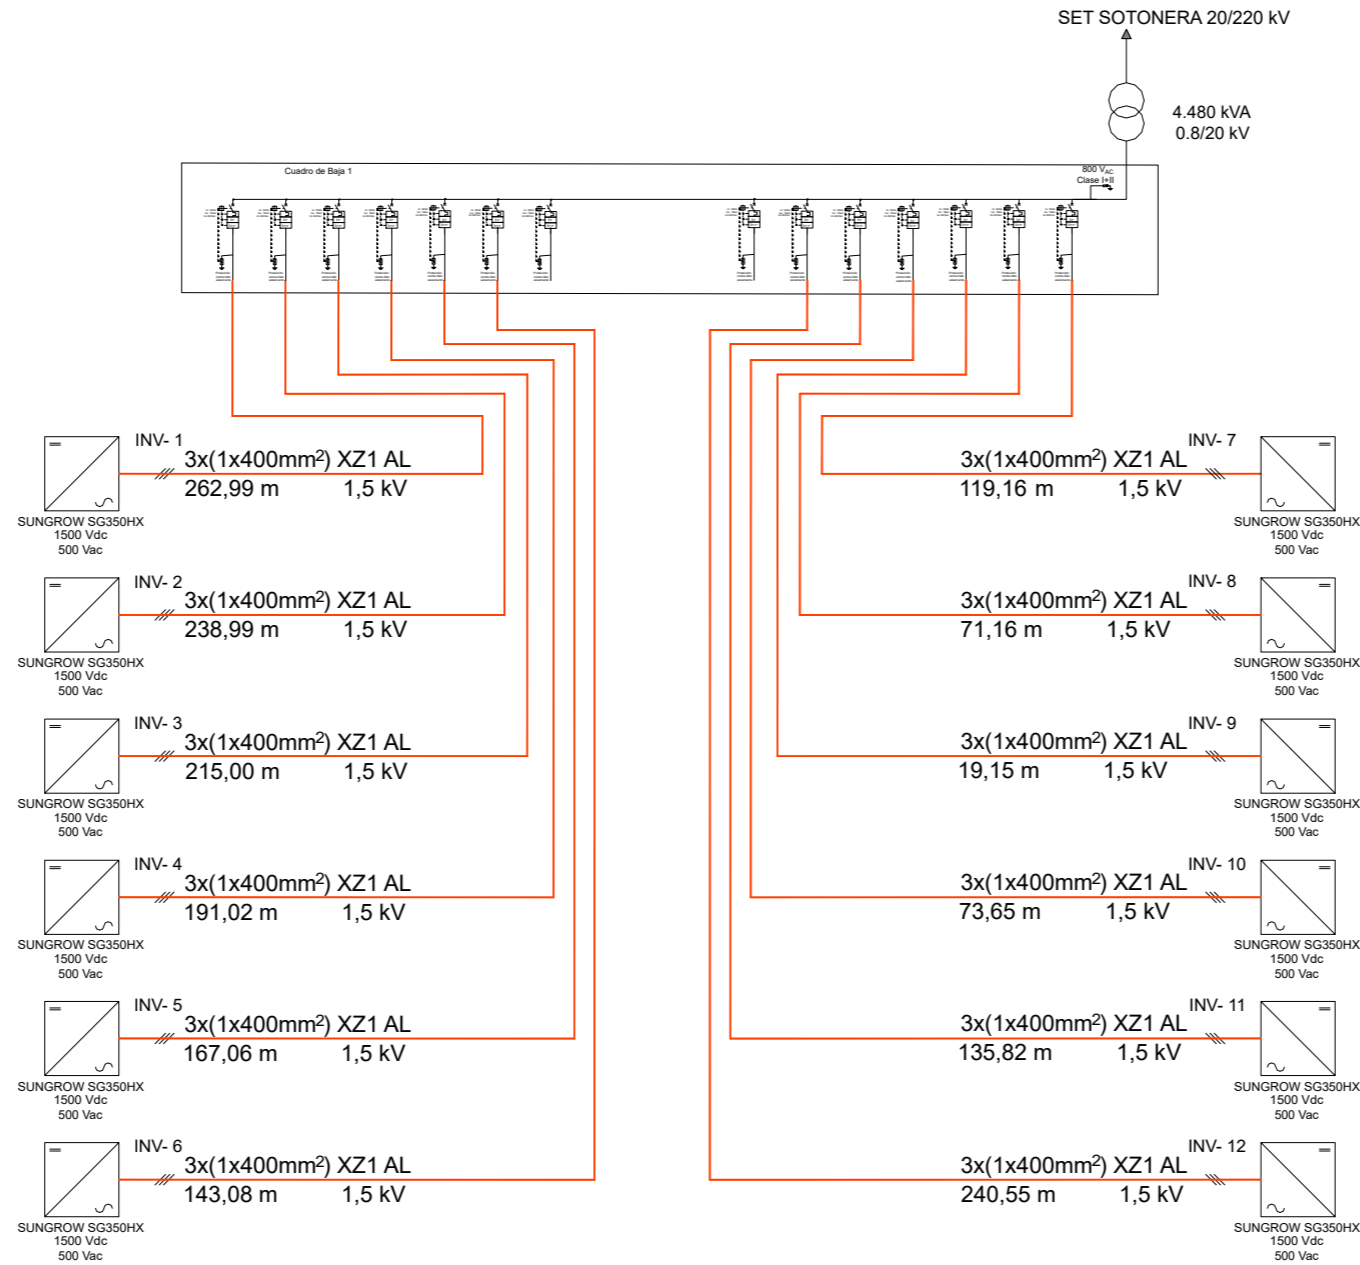 SET SOTONERA 20/220 kV
4.480 kVA
0.8/20 kV
Cuadro de Baja 1
800 VAC
Clase I+II
INV- 1
3x(1x400mm²) XZ1 AL
262,99 m 1,5 kV
SUNGROW SG350HX
1500 Vdc
500 Vac
INV- 2
3x(1x400mm²) XZ1 AL
238,99 m 1,5 kV
SUNGROW SG350HX
1500 Vdc
500 Vac
INV- 3
3x(1x400mm²) XZ1 AL
215,00 m 1,5 kV
SUNGROW SG350HX
1500 Vdc
500 Vac
INV- 4
3x(1x400mm²) XZ1 AL
191,02 m 1,5 kV
SUNGROW SG350HX
1500 Vdc
500 Vac
INV- 5
3x(1x400mm²) XZ1 AL
167,06 m 1,5 kV
SUNGROW SG350HX
1500 Vdc
500 Vac
INV- 6
3x(1x400mm²) XZ1 AL
143,08 m 1,5 kV
SUNGROW SG350HX
1500 Vdc
500 Vac
INV- 7
3x(1x400mm²) XZ1 AL
119,16 m 1,5 kV
SUNGROW SG350HX
1500 Vdc
500 Vac
INV- 8
3x(1x400mm²) XZ1 AL
71,16 m 1,5 kV
SUNGROW SG350HX
1500 Vdc
500 Vac
INV- 9
3x(1x400mm²) XZ1 AL
19,15 m 1,5 kV
SUNGROW SG350HX
1500 Vdc
500 Vac
INV- 10
3x(1x400mm²) XZ1 AL
73,65 m 1,5 kV
SUNGROW SG350HX
1500 Vdc
500 Vac
INV- 11
3x(1x400mm²) XZ1 AL
135,82 m 1,5 kV
SUNGROW SG350HX
1500 Vdc
500 Vac
INV- 12
3x(1x400mm²) XZ1 AL
240,55 m 1,5 kV
SUNGROW SG350HX
1500 Vdc
500 Vac